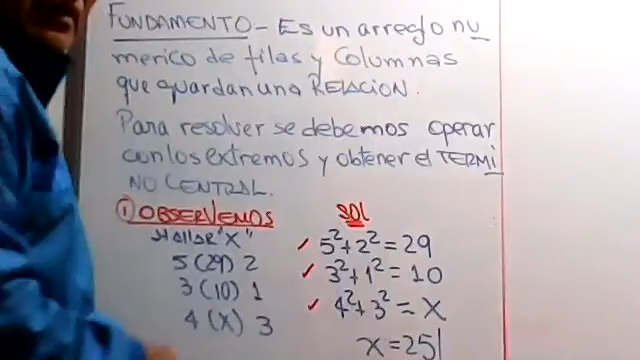 FUNDAMENTO.- Es un arreglo nu
merico de filas y columnas
que guardan una RELACION.
Para resolver se debemos operar
con los extremos y obtener el TERMI
NO CENTRAL.
① OBSERVEMOS
Hallar "X"
5 (29) 2
3 (10) 1
4 (X) 3
SOL
✓ 5²+2²=29
✓ 3²+1²=10
✓ 4²+3²=X
x=25